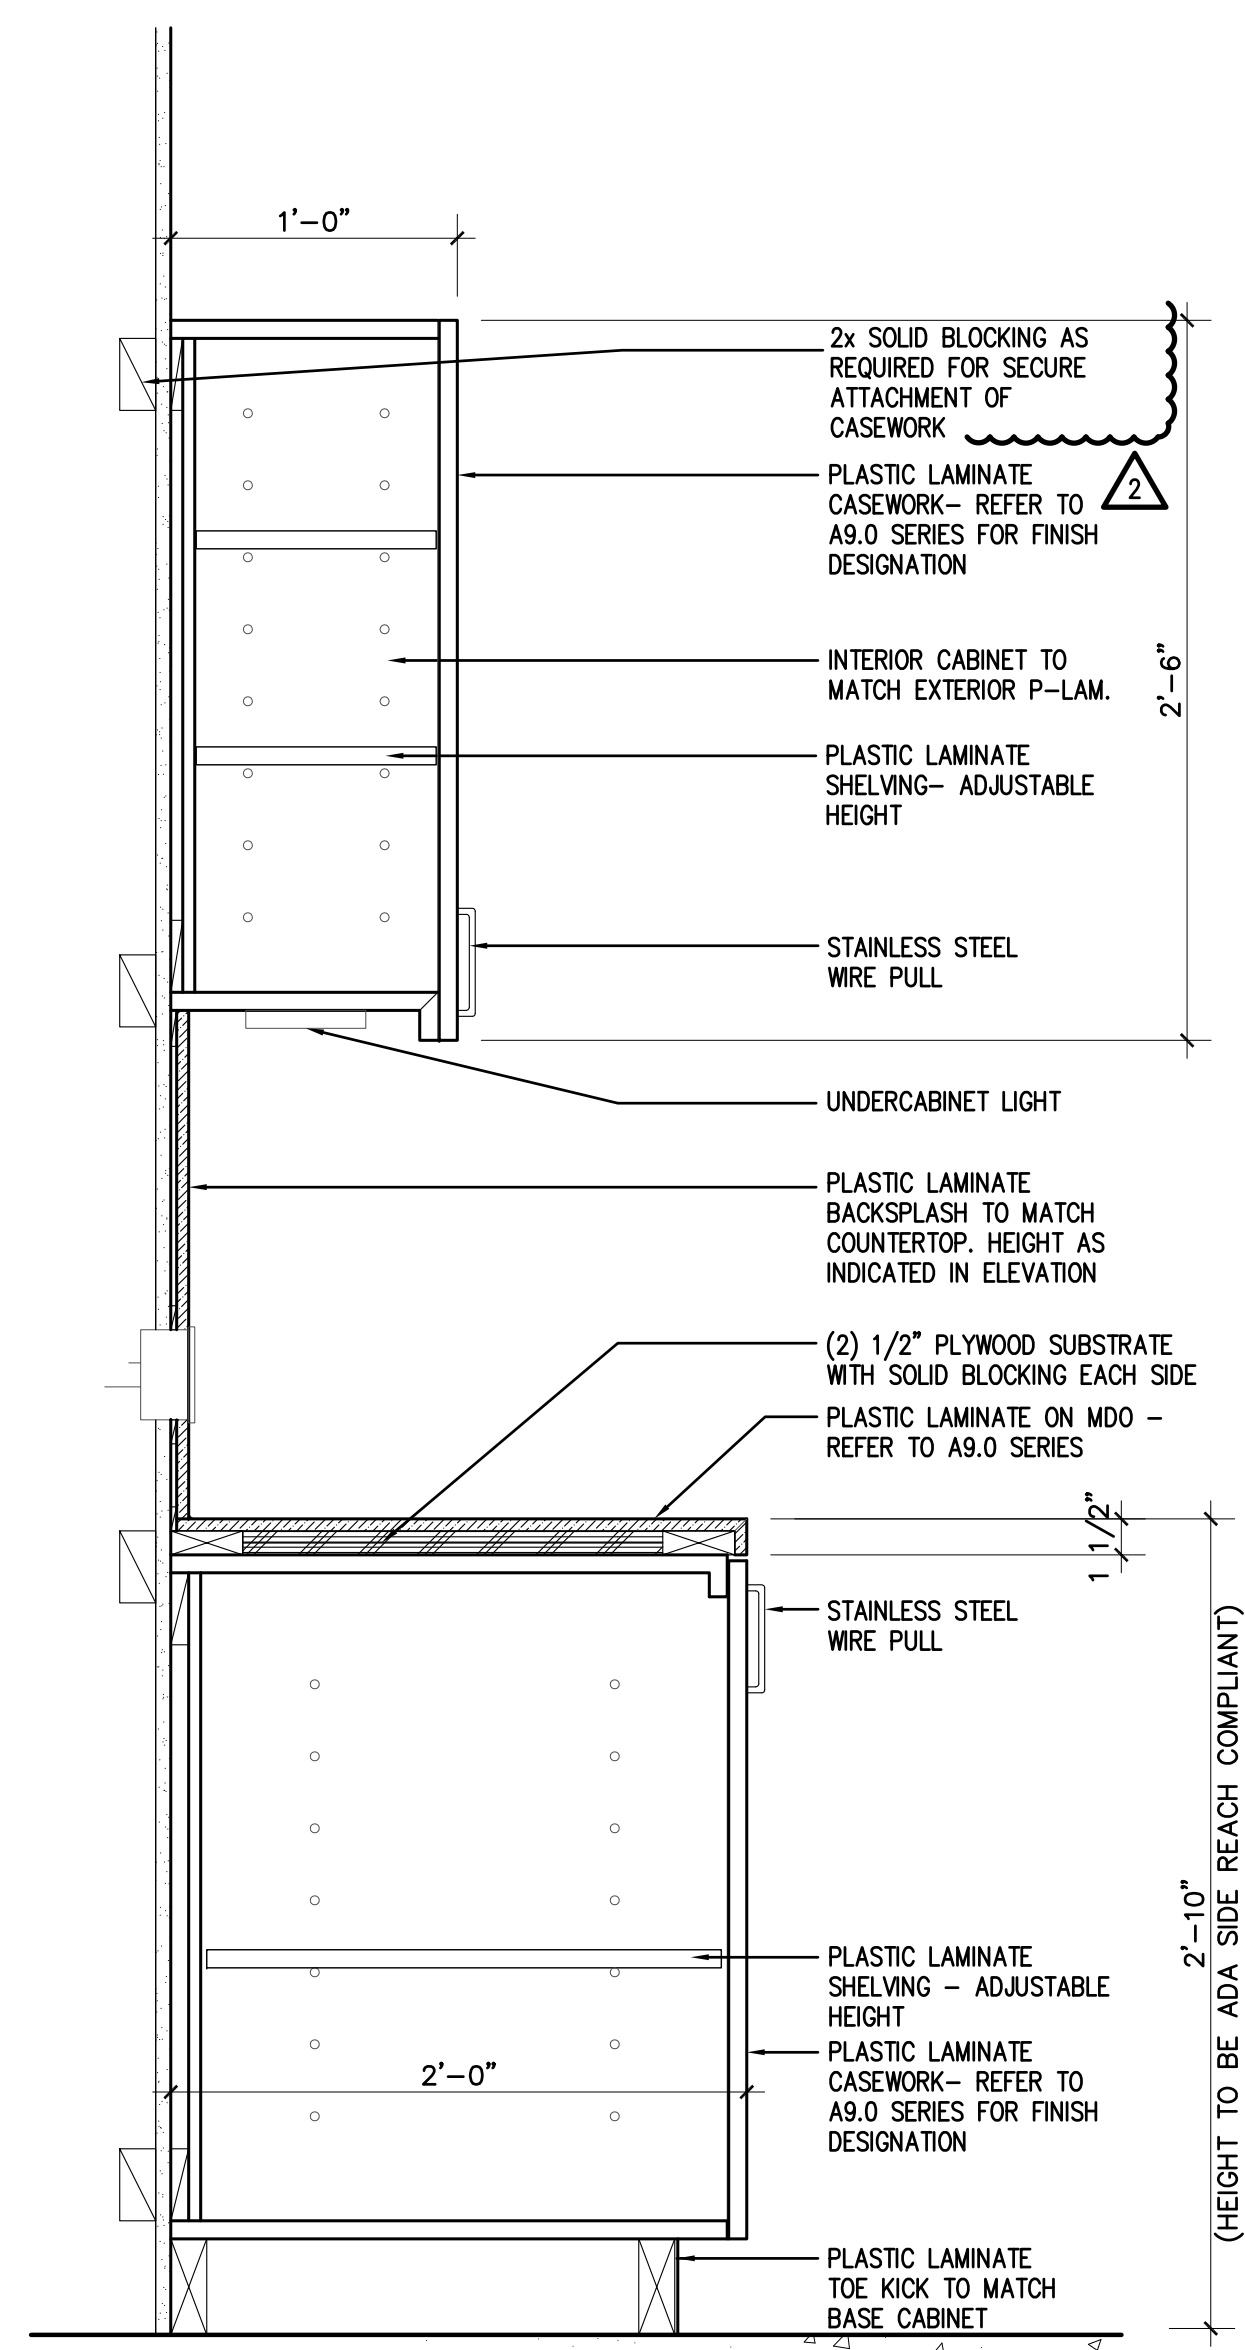 1'-0"
2x SOLID BLOCKING AS
REQUIRED FOR SECURE
ATTACHMENT OF
CASEWORK
PLASTIC LAMINATE
CASEWORK- REFER TO
A9.0 SERIES FOR FINISH
DESIGNATION
2
INTERIOR CABINET TO
MATCH EXTERIOR P-LAM.
2'-6"
PLASTIC LAMINATE
SHELVING- ADJUSTABLE
HEIGHT
STAINLESS STEEL
WIRE PULL
UNDERCABINET LIGHT
PLASTIC LAMINATE
BACKSPLASH TO MATCH
COUNTERTOP. HEIGHT AS
INDICATED IN ELEVATION
(2) 1/2" PLYWOOD SUBSTRATE
WITH SOLID BLOCKING EACH SIDE
PLASTIC LAMINATE ON MDO -
REFER TO A9.0 SERIES
1 1/2"
STAINLESS STEEL
WIRE PULL
2'-10"
(HEIGHT TO BE ADA SIDE REACH COMPLIANT)
PLASTIC LAMINATE
SHELVING - ADJUSTABLE
HEIGHT
2'-0"
PLASTIC LAMINATE
CASEWORK- REFER TO
A9.0 SERIES FOR FINISH
DESIGNATION
PLASTIC LAMINATE
TOE KICK TO MATCH
BASE CABINET